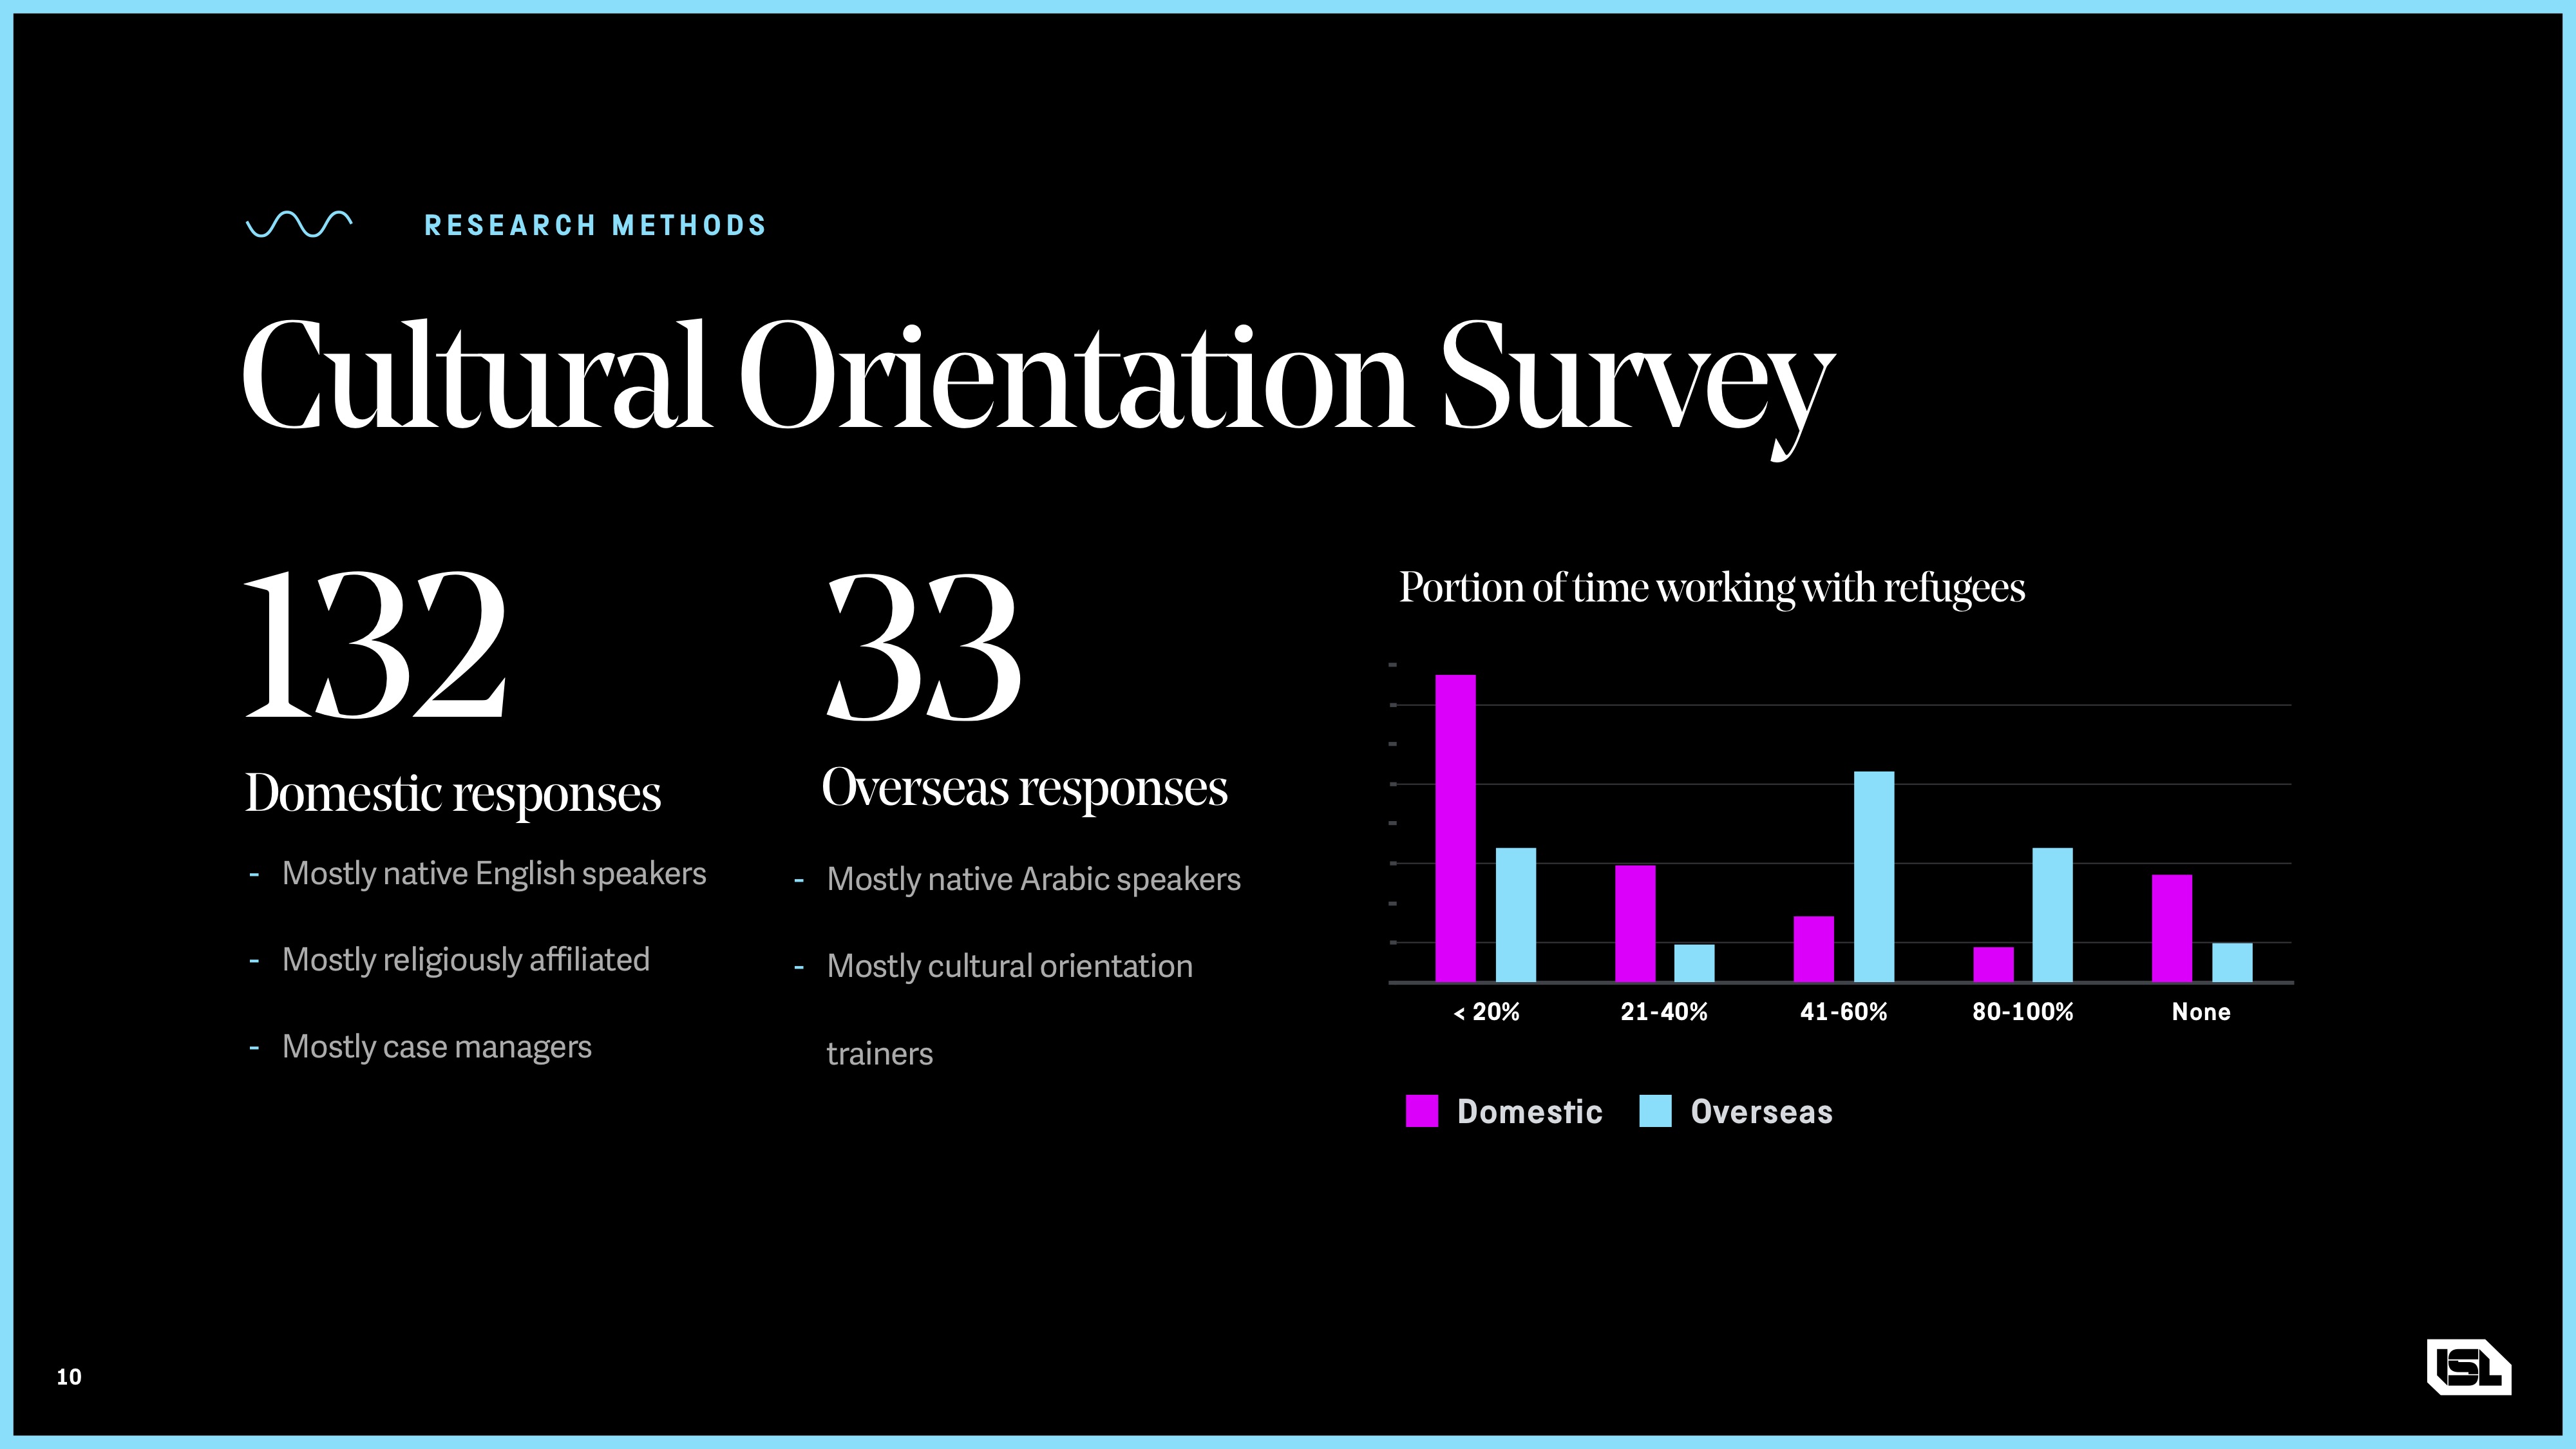 RESEARCH METHODS
Cultural Orientation Survey
132
Domestic responses
- Mostly native English speakers
- Mostly religiously affiliated
- Mostly case managers
33
Overseas responses
- Mostly native Arabic speakers
- Mostly cultural orientation
trainers
Portion of time working with refugees
< 20% 21-40% 41-60% 80-100% None
Domestic Overseas
10
ISL